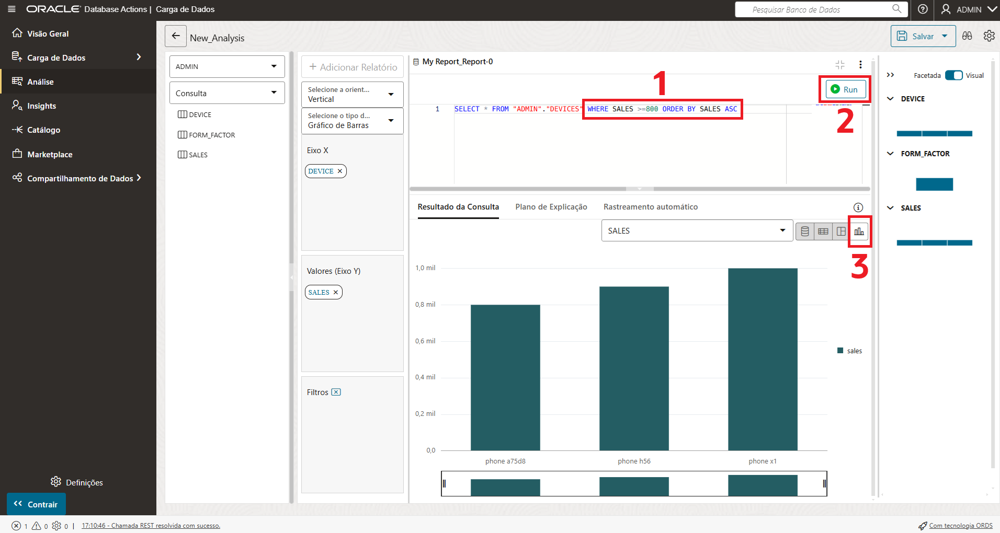 ORACLE Database Actions | Carga de Dados
Pesquisar Banco de Dados
ADMIN
Visão Geral
Carga de Dados
Análise
Insights
Catálogo
Marketplace
Compartilhamento de Dados
Definições
Contrair
New_Analysis
Salvar
ADMIN
Consulta
DEVICE
FORM_FACTOR
SALES
+ Adicionar Relatório
Selecione a orient...
Vertical
Selecione o tipo d...
Gráfico de Barras
Eixo X
DEVICE
Valores (Eixo Y)
SALES
Filtros
My Report_Report-0
1
Run
2
1 SELECT * FROM "ADMIN"."DEVICES" WHERE SALES >=800 ORDER BY SALES ASC
Resultado da Consulta
Plano de Explicação
Rastreamento automático
SALES
3
1,0 mil
0,8 mil
0,6 mil
0,4 mil
0,2 mil
0,0
phone a75d8
phone h56
phone x1
sales
Facetada
Visual
DEVICE
FORM_FACTOR
SALES
1 0 0 | 17:10:46 - Chamada REST resolvida com sucesso.
Com tecnologia ORDS